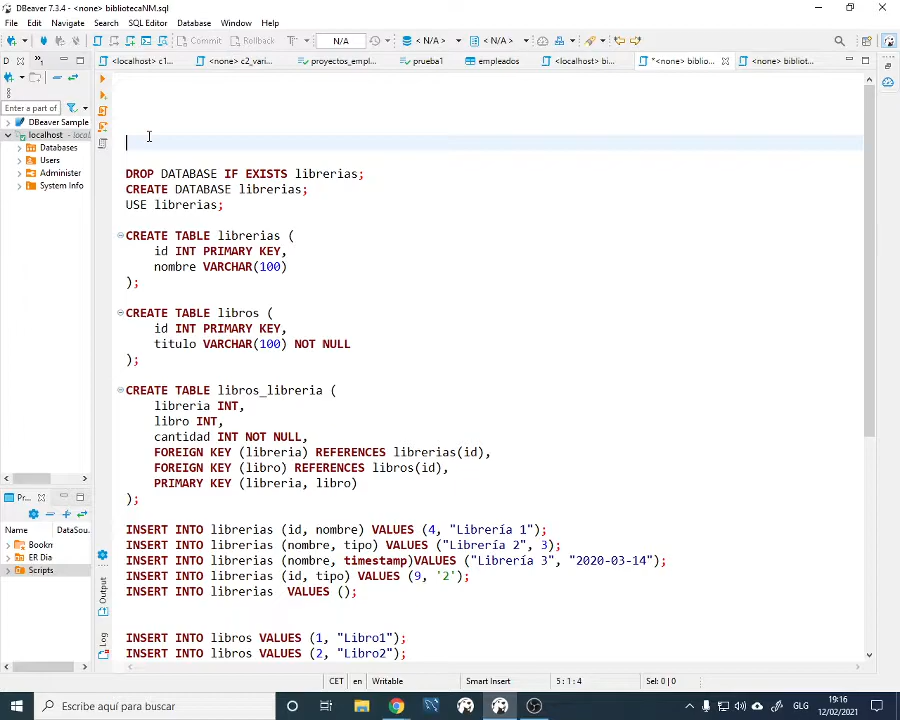 DBeaver 7.3.4 - <none> bibliotecaNM.sql
File Edit Navigate Search SQL Editor Database Window Help
Commit Rollback N/A < N/A > < N/A >
D »1 <localhost> c1... <none> c2_vari... proyectos_empl... prueba1 empleados <localhost> bi... *<none> biblio... <none> bibliot...
Enter a part of
DBeaver Sample
localhost - local
Databases
Users
Administer
System Info
DROP DATABASE IF EXISTS librerias;
CREATE DATABASE librerias;
USE librerias;
CREATE TABLE librerias (
id INT PRIMARY KEY,
nombre VARCHAR(100)
);
CREATE TABLE libros (
id INT PRIMARY KEY,
titulo VARCHAR(100) NOT NULL
);
CREATE TABLE libros_libreria (
libreria INT,
libro INT,
cantidad INT NOT NULL,
FOREIGN KEY (libreria) REFERENCES librerias(id),
FOREIGN KEY (libro) REFERENCES libros(id),
PRIMARY KEY (libreria, libro)
);
INSERT INTO librerias (id, nombre) VALUES (4, "Librería 1");
INSERT INTO librerias (nombre, tipo) VALUES ("Librería 2", 3);
INSERT INTO librerias (nombre, timestamp)VALUES ("Librería 3", "2020-03-14");
INSERT INTO librerias (id, tipo) VALUES (9, '2');
INSERT INTO librerias  VALUES ();
INSERT INTO libros VALUES (1, "Libro1");
INSERT INTO libros VALUES (2, "Libro2");
Pr...
Name DataSou
Bookm
ER Dia
Scripts
Output
Log
CET en Writable Smart Insert 5 : 1 : 4 Sel: 0 | 0
Escribe aquí para buscar
GLG 19:16
12/02/2021